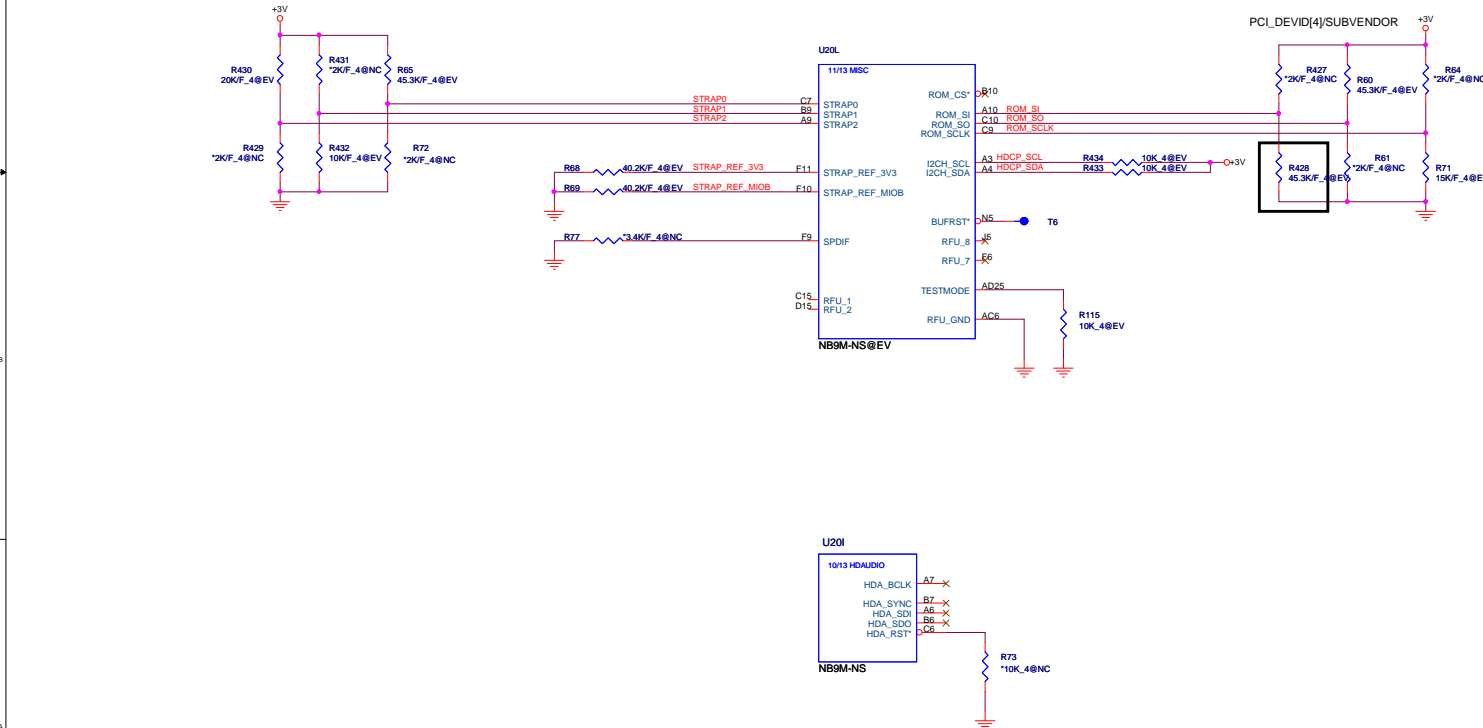 +3V
R430
20K/F_4@EV
R431
*2K/F_4@NC
R65
45.3K/F_4@EV
R429
*2K/F_4@NC
R432
10K/F_4@EV
R72
*2K/F_4@NC
STRAP0
STRAP1
STRAP2
R68
40.2K/F_4@EV
STRAP_REF_3V3
R69
40.2K/F_4@EV
STRAP_REF_MIOB
R77
*3.4K/F_4@NC
U20L
11/13 MISC
C7
STRAP0
B9
STRAP1
A9
STRAP2
F11
STRAP_REF_3V3
F10
STRAP_REF_MIOB
F9
SPDIF
C15
RFU_1
D15
RFU_2
ROM_CS*
B10
ROM_SI
A10
ROM_SI
ROM_SO
C10
ROM_SO
ROM_SCLK
C9
ROM_SCLK
I2CH_SCL
A3
HDCP_SCL
R434
10K_4@EV
I2CH_SDA
A4
HDCP_SDA
R433
10K_4@EV
+3V
BUFRST*
N5
T6
RFU_8
J5
RFU_7
E6
TESTMODE
AD25
RFU_GND
AC6
R115
10K_4@EV
NB9M-NS@EV
PCI_DEVID[4]/SUBVENDOR
+3V
R427
*2K/F_4@NC
R60
45.3K/F_4@EV
R64
*2K/F_4@NC
R428
45.3K/F_4@EV
R61
*2K/F_4@NC
R71
15K/F_4@E
U20I
10/13 HDAUDIO
HDA_BCLK
A7
HDA_SYNC
B7
HDA_SDI
A6
HDA_SDO
B6
HDA_RST*
C6
NB9M-NS
R73
*10K_4@NC